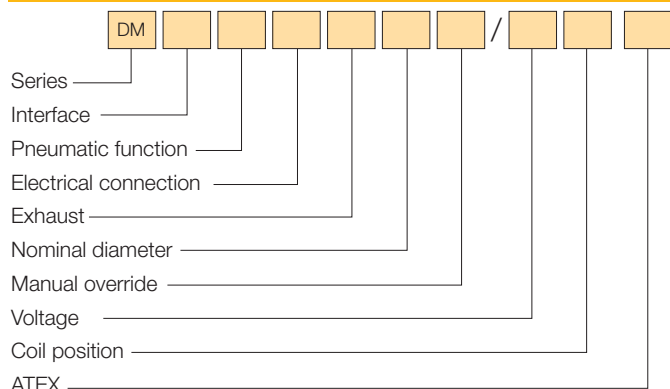 DM /
Series
Interface
Pneumatic function
Electrical connection
Exhaust
Nominal diameter
Manual override
Voltage
Coil position
ATEX